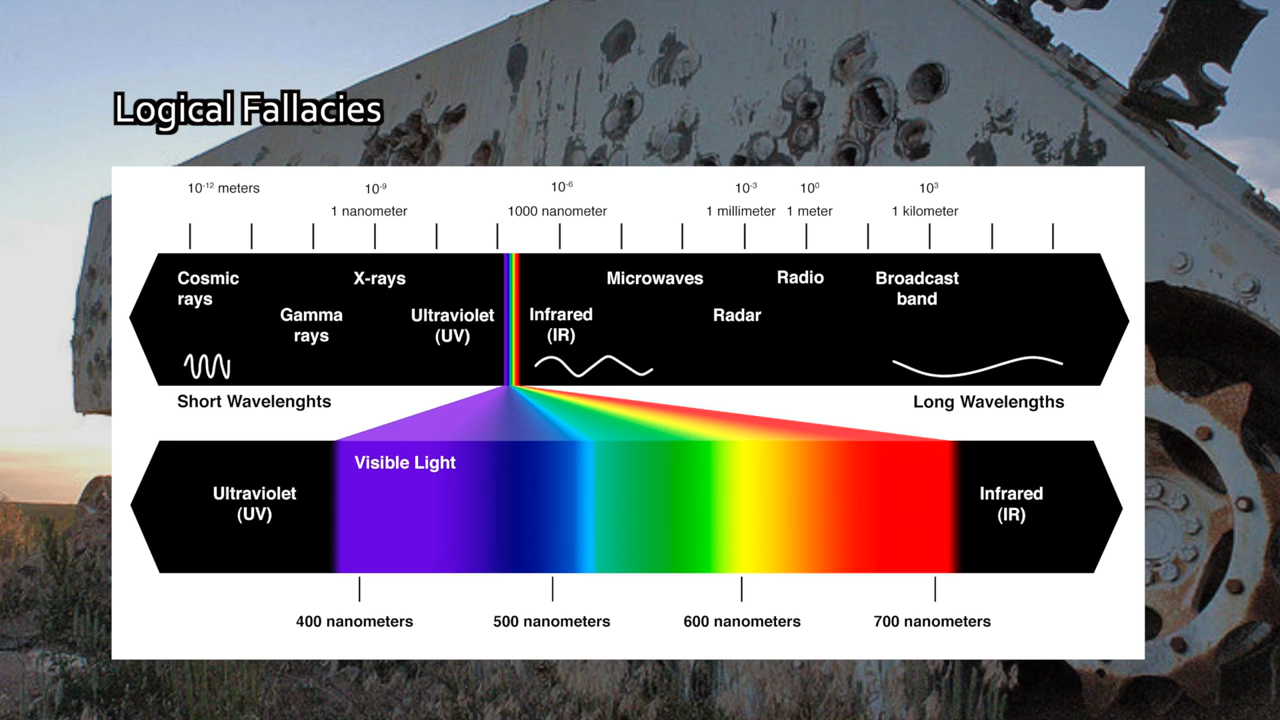 Logical Fallacies
10-12 meters 10-9 10-6 10-3 100 103
1 nanometer 1000 nanometer 1 millimeter 1 meter 1 kilometer
Cosmic rays X-rays Microwaves Radio Broadcast band
Gamma rays Ultraviolet (UV) Infrared (IR) Radar
Short Wavelenghts Long Wavelengths
Visible Light
Ultraviolet (UV) Infrared (IR)
400 nanometers 500 nanometers 600 nanometers 700 nanometers